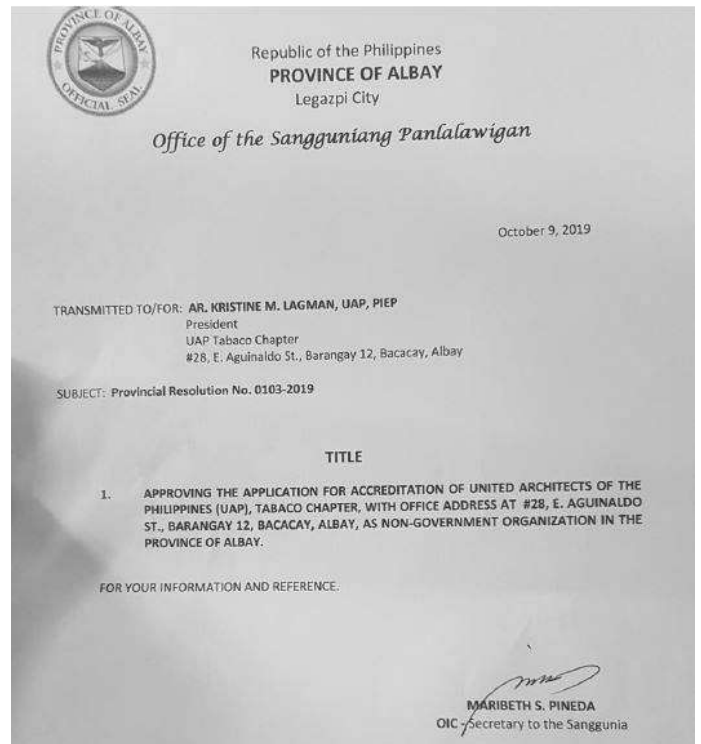 PROVINCE OF ALBAY
OFFICIAL SEAL
Republic of the Philippines
PROVINCE OF ALBAY
Legazpi City
Office of the Sangguniang Panlalawigan
October 9, 2019
TRANSMITTED TO/FOR: AR. KRISTINE M. LAGMAN, UAP, PIEP
President
UAP Tabaco Chapter
#28, E. Aguinaldo St., Barangay 12, Bacacay, Albay
SUBJECT: Provincial Resolution No. 0103-2019
TITLE
1. APPROVING THE APPLICATION FOR ACCREDITATION OF UNITED ARCHITECTS OF THE
PHILIPPINES (UAP), TABACO CHAPTER, WITH OFFICE ADDRESS AT #28, E. AGUINALDO
ST., BARANGAY 12, BACACAY, ALBAY, AS NON-GOVERNMENT ORGANIZATION IN THE
PROVINCE OF ALBAY.
FOR YOUR INFORMATION AND REFERENCE.
MARIBETH S. PINEDA
OIC - Secretary to the Sanggunia